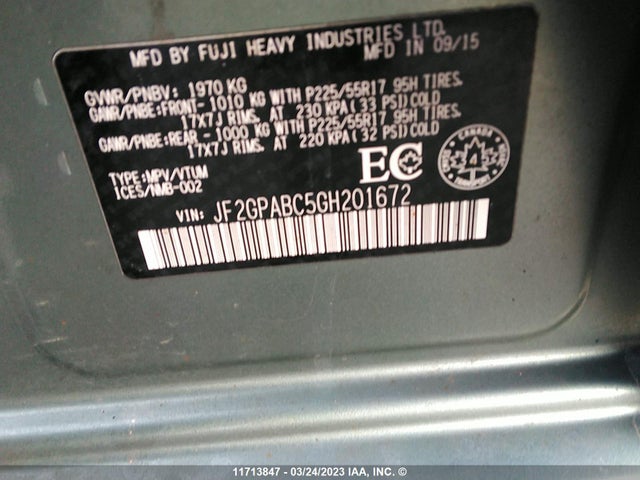 MFD BY FUJI HEAVY INDUSTRIES LTD.
MFD IN 09/15
GVWR/PNBV: 1970 KG
GAWR/PNBE:FRONT-1010 KG WITH P225/55R17 95H TIRES.
17X7J RIMS. AT 230 KPA(33 PSI)COLD
GAWR/PNBE:REAR -1000 KG WITH P225/55R17 95H TIRES.
17X7J RIMS. AT 220 KPA(32 PSI)COLD
TYPE:MPV/VTUM
ICES/NMB-002
EC
CANADA
VIN: JF2GPABC5GH201672
11713847 - 03/24/2023 IAA, INC. ©